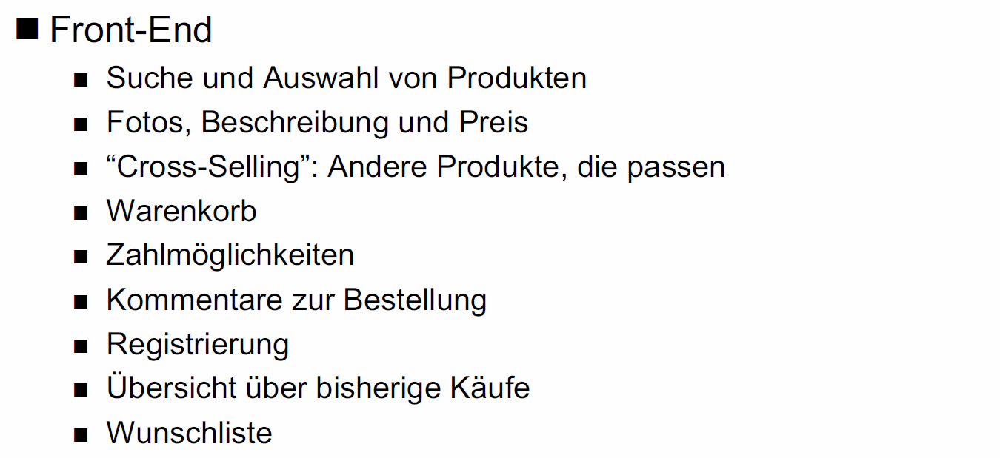 Front-End
Suche und Auswahl von Produkten
Fotos, Beschreibung und Preis
“Cross-Selling”: Andere Produkte, die passen
Warenkorb
Zahlmöglichkeiten
Kommentare zur Bestellung
Registrierung
Übersicht über bisherige Käufe
Wunschliste